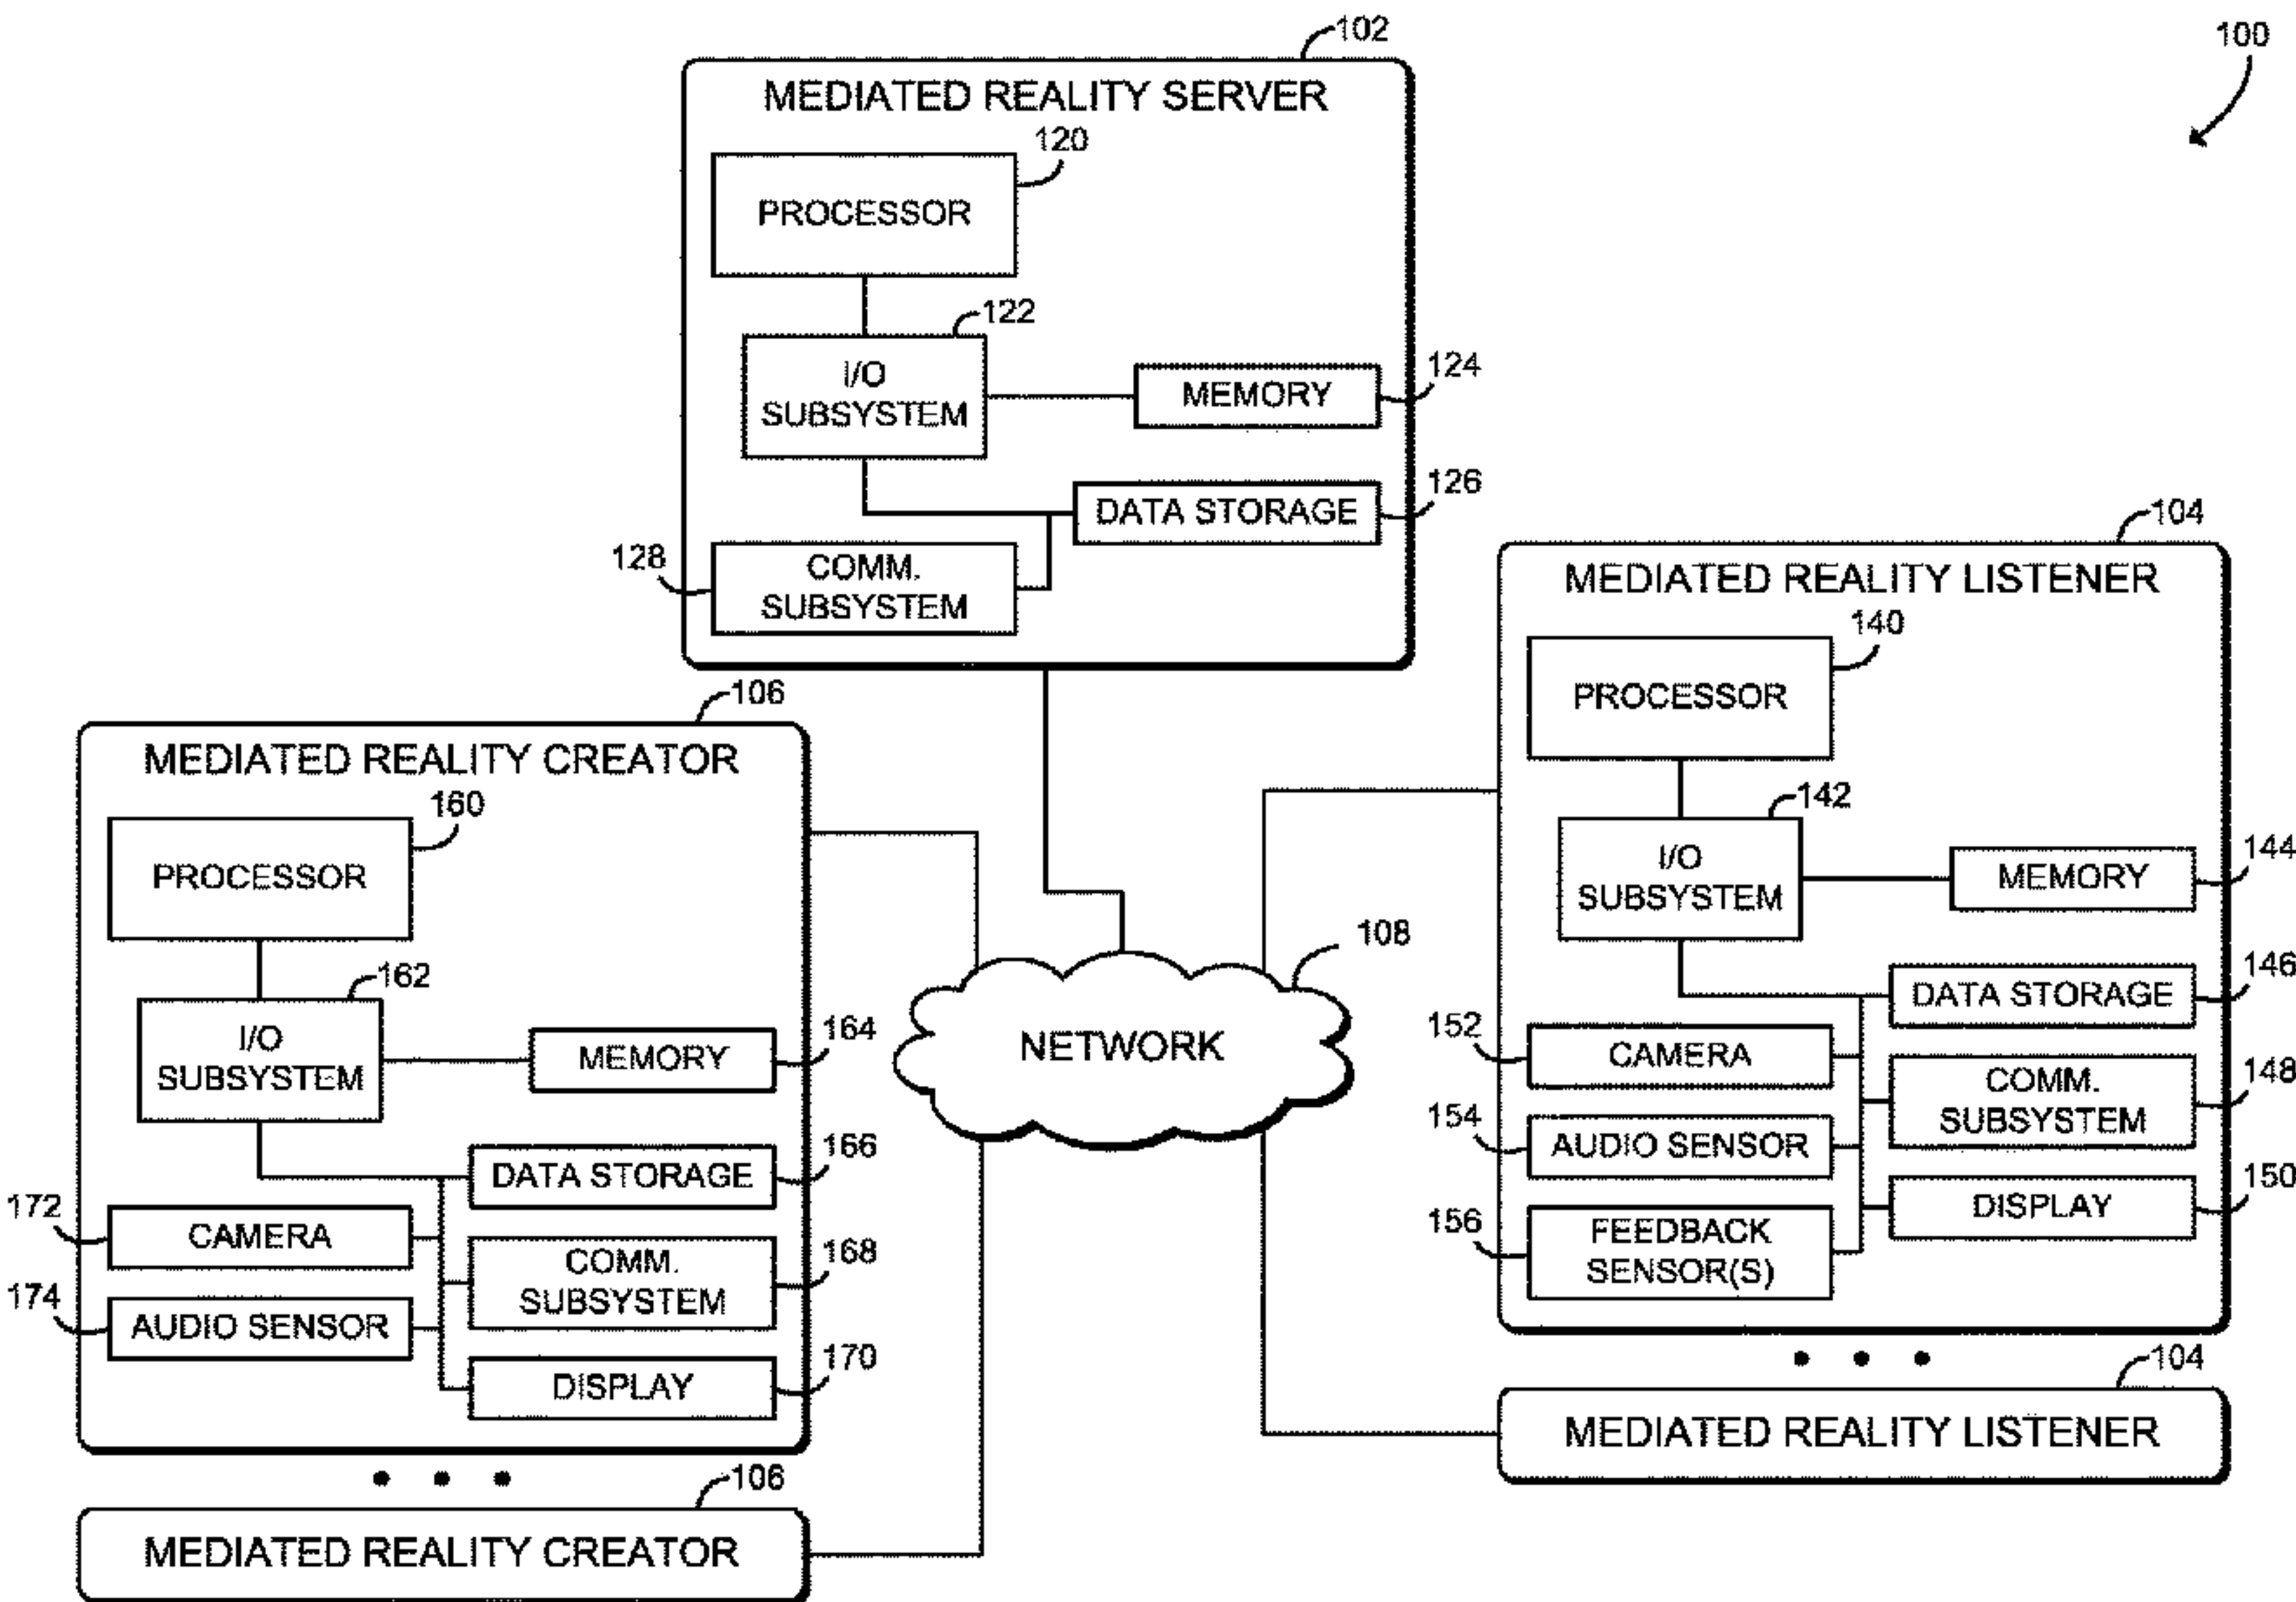 100
102
MEDIATED REALITY SERVER
120
PROCESSOR
122
I/O
SUBSYSTEM
124
MEMORY
126
DATA STORAGE
128
COMM.
SUBSYSTEM
106
MEDIATED REALITY CREATOR
160
PROCESSOR
162
I/O
SUBSYSTEM
164
MEMORY
166
DATA STORAGE
172
CAMERA
168
COMM.
SUBSYSTEM
174
AUDIO SENSOR
170
DISPLAY
106
MEDIATED REALITY CREATOR
108
NETWORK
104
MEDIATED REALITY LISTENER
140
PROCESSOR
142
I/O
SUBSYSTEM
144
MEMORY
146
DATA STORAGE
152
CAMERA
148
COMM.
SUBSYSTEM
154
AUDIO SENSOR
150
DISPLAY
156
FEEDBACK
SENSOR(S)
104
MEDIATED REALITY LISTENER